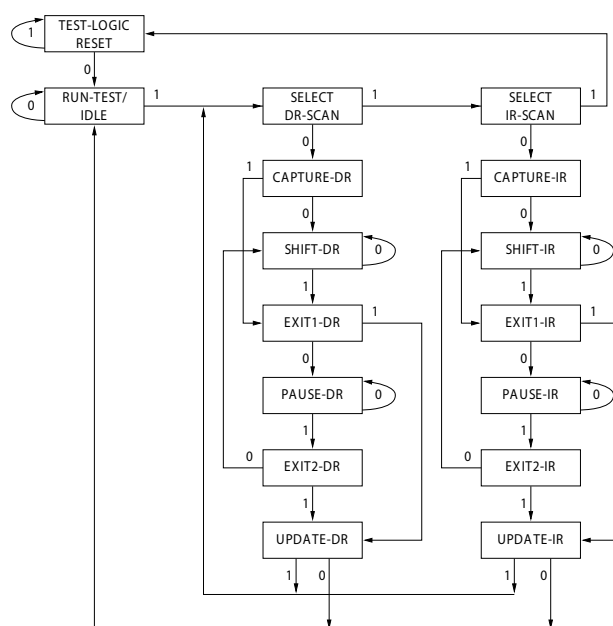 TEST-LOGIC
RESET
1
0
RUN-TEST/
IDLE
0
1
SELECT
DR-SCAN
1
SELECT
IR-SCAN
1
0
0
CAPTURE-DR
1
CAPTURE-IR
1
0
0
SHIFT-DR
0
SHIFT-IR
0
1
1
EXIT1-DR
1
EXIT1-IR
1
0
0
PAUSE-DR
0
PAUSE-IR
0
1
1
EXIT2-DR
0
EXIT2-IR
0
1
1
UPDATE-DR
UPDATE-IR
1
0
1
0